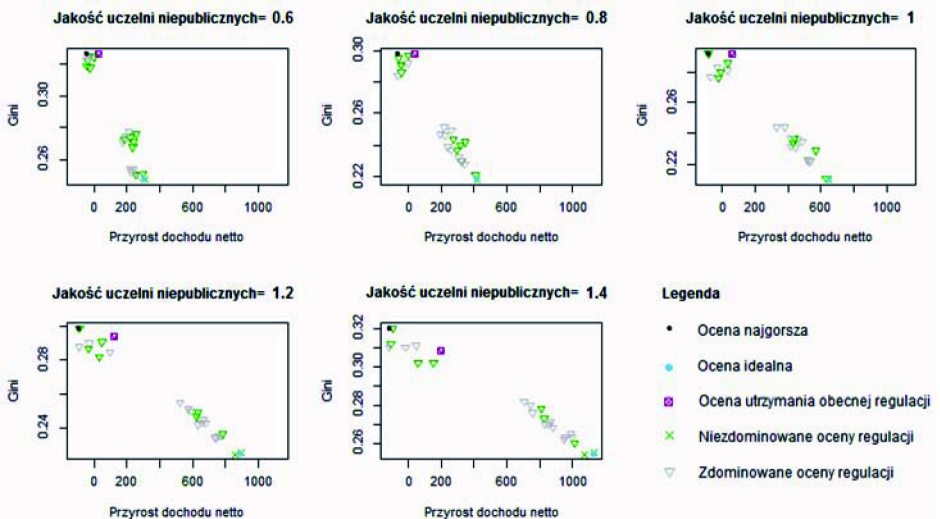 Jakość uczelni niepublicznych= 0.6
Gini
0.30
0.26
0 200 600 1000
Przyrost dochodu netto
Jakość uczelni niepublicznych= 0.8
Gini
0.30
0.26
0.22
0 200 600 1000
Przyrost dochodu netto
Jakość uczelni niepublicznych= 1
Gini
0.26
0.22
0 200 600 1000
Przyrost dochodu netto
Jakość uczelni niepublicznych= 1.2
Gini
0.28
0.24
0 200 600 1000
Przyrost dochodu netto
Jakość uczelni niepublicznych= 1.4
Gini
0.32
0.30
0.28
0.26
0 200 600 1000
Przyrost dochodu netto
Legenda
Ocena najgorsza
Ocena idealna
Ocena utrzymania obecnej regulacji
Niezdominowane oceny regulacji
Zdominowane oceny regulacji